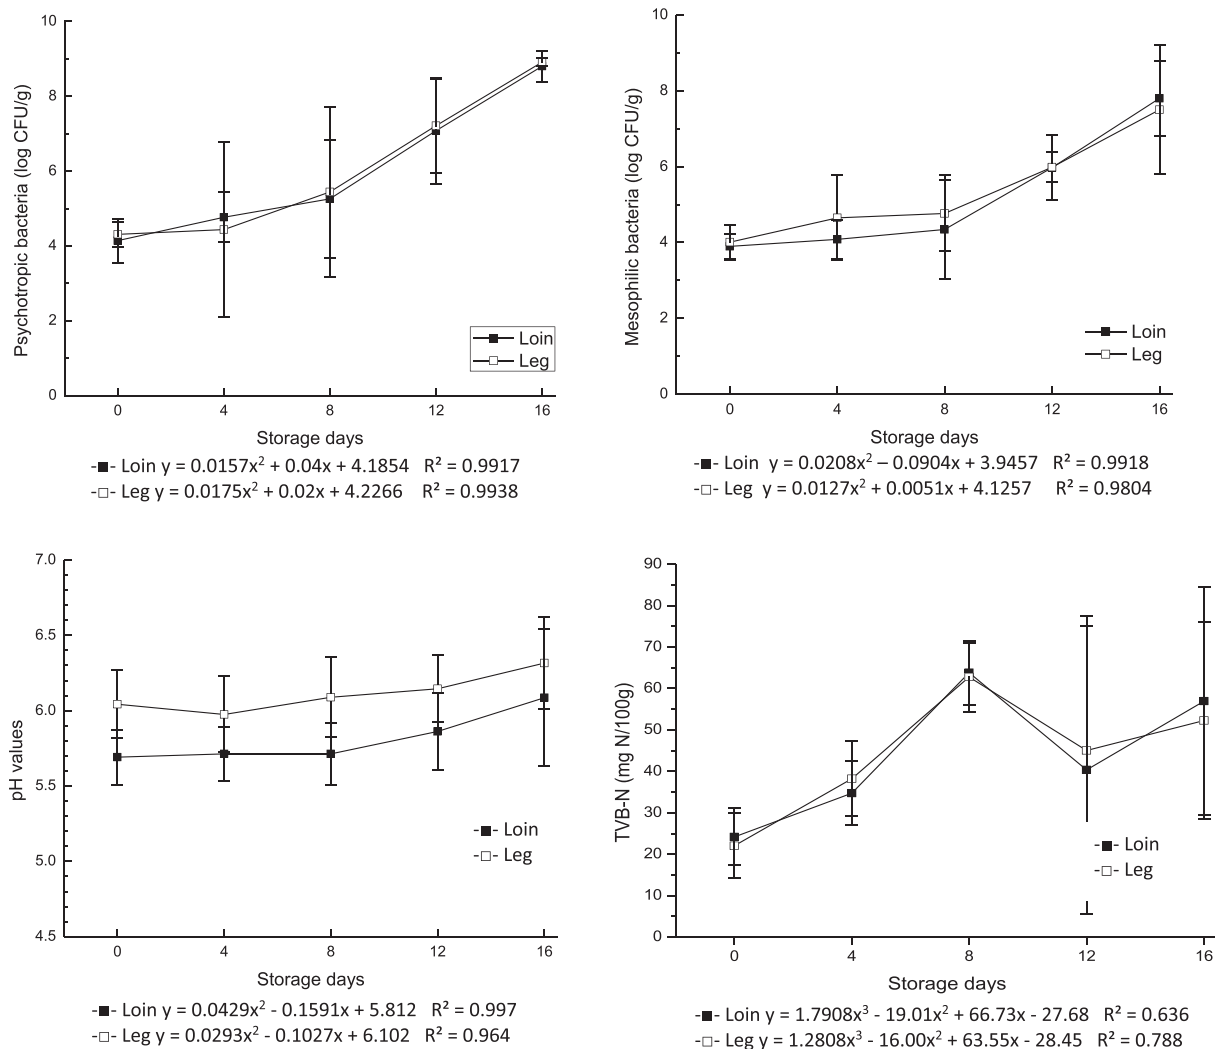 Psychotropic bacteria (log CFU/g)
10
8
6
4
2
0
Loin
Leg
0 4 8 12 16
Storage days
-■- Loin y = 0.0157x² + 0.04x + 4.1854 R² = 0.9917
-□- Leg y = 0.0175x² + 0.02x + 4.2266 R² = 0.9938
Mesophilic bacteria (log CFU/g)
10
8
6
4
2
0
Loin
Leg
0 4 8 12 16
Storage days
-■- Loin y = 0.0208x² – 0.0904x + 3.9457 R² = 0.9918
-□- Leg y = 0.0127x² + 0.0051x + 4.1257 R² = 0.9804
pH values
7.0
6.5
6.0
5.5
5.0
4.5
-■- Loin
-□- Leg
0 4 8 12 16
Storage days
-■- Loin y = 0.0429x² - 0.1591x + 5.812 R² = 0.997
-□- Leg y = 0.0293x² - 0.1027x + 6.102 R² = 0.964
TVB-N (mg N/100g)
90
80
70
60
50
40
30
20
10
0
-■- Loin
-□- Leg
0 4 8 12 16
Storage days
-■- Loin y = 1.7908x³ - 19.01x² + 66.73x - 27.68 R² = 0.636
-□- Leg y = 1.2808x³ - 16.00x² + 63.55x - 28.45 R² = 0.788